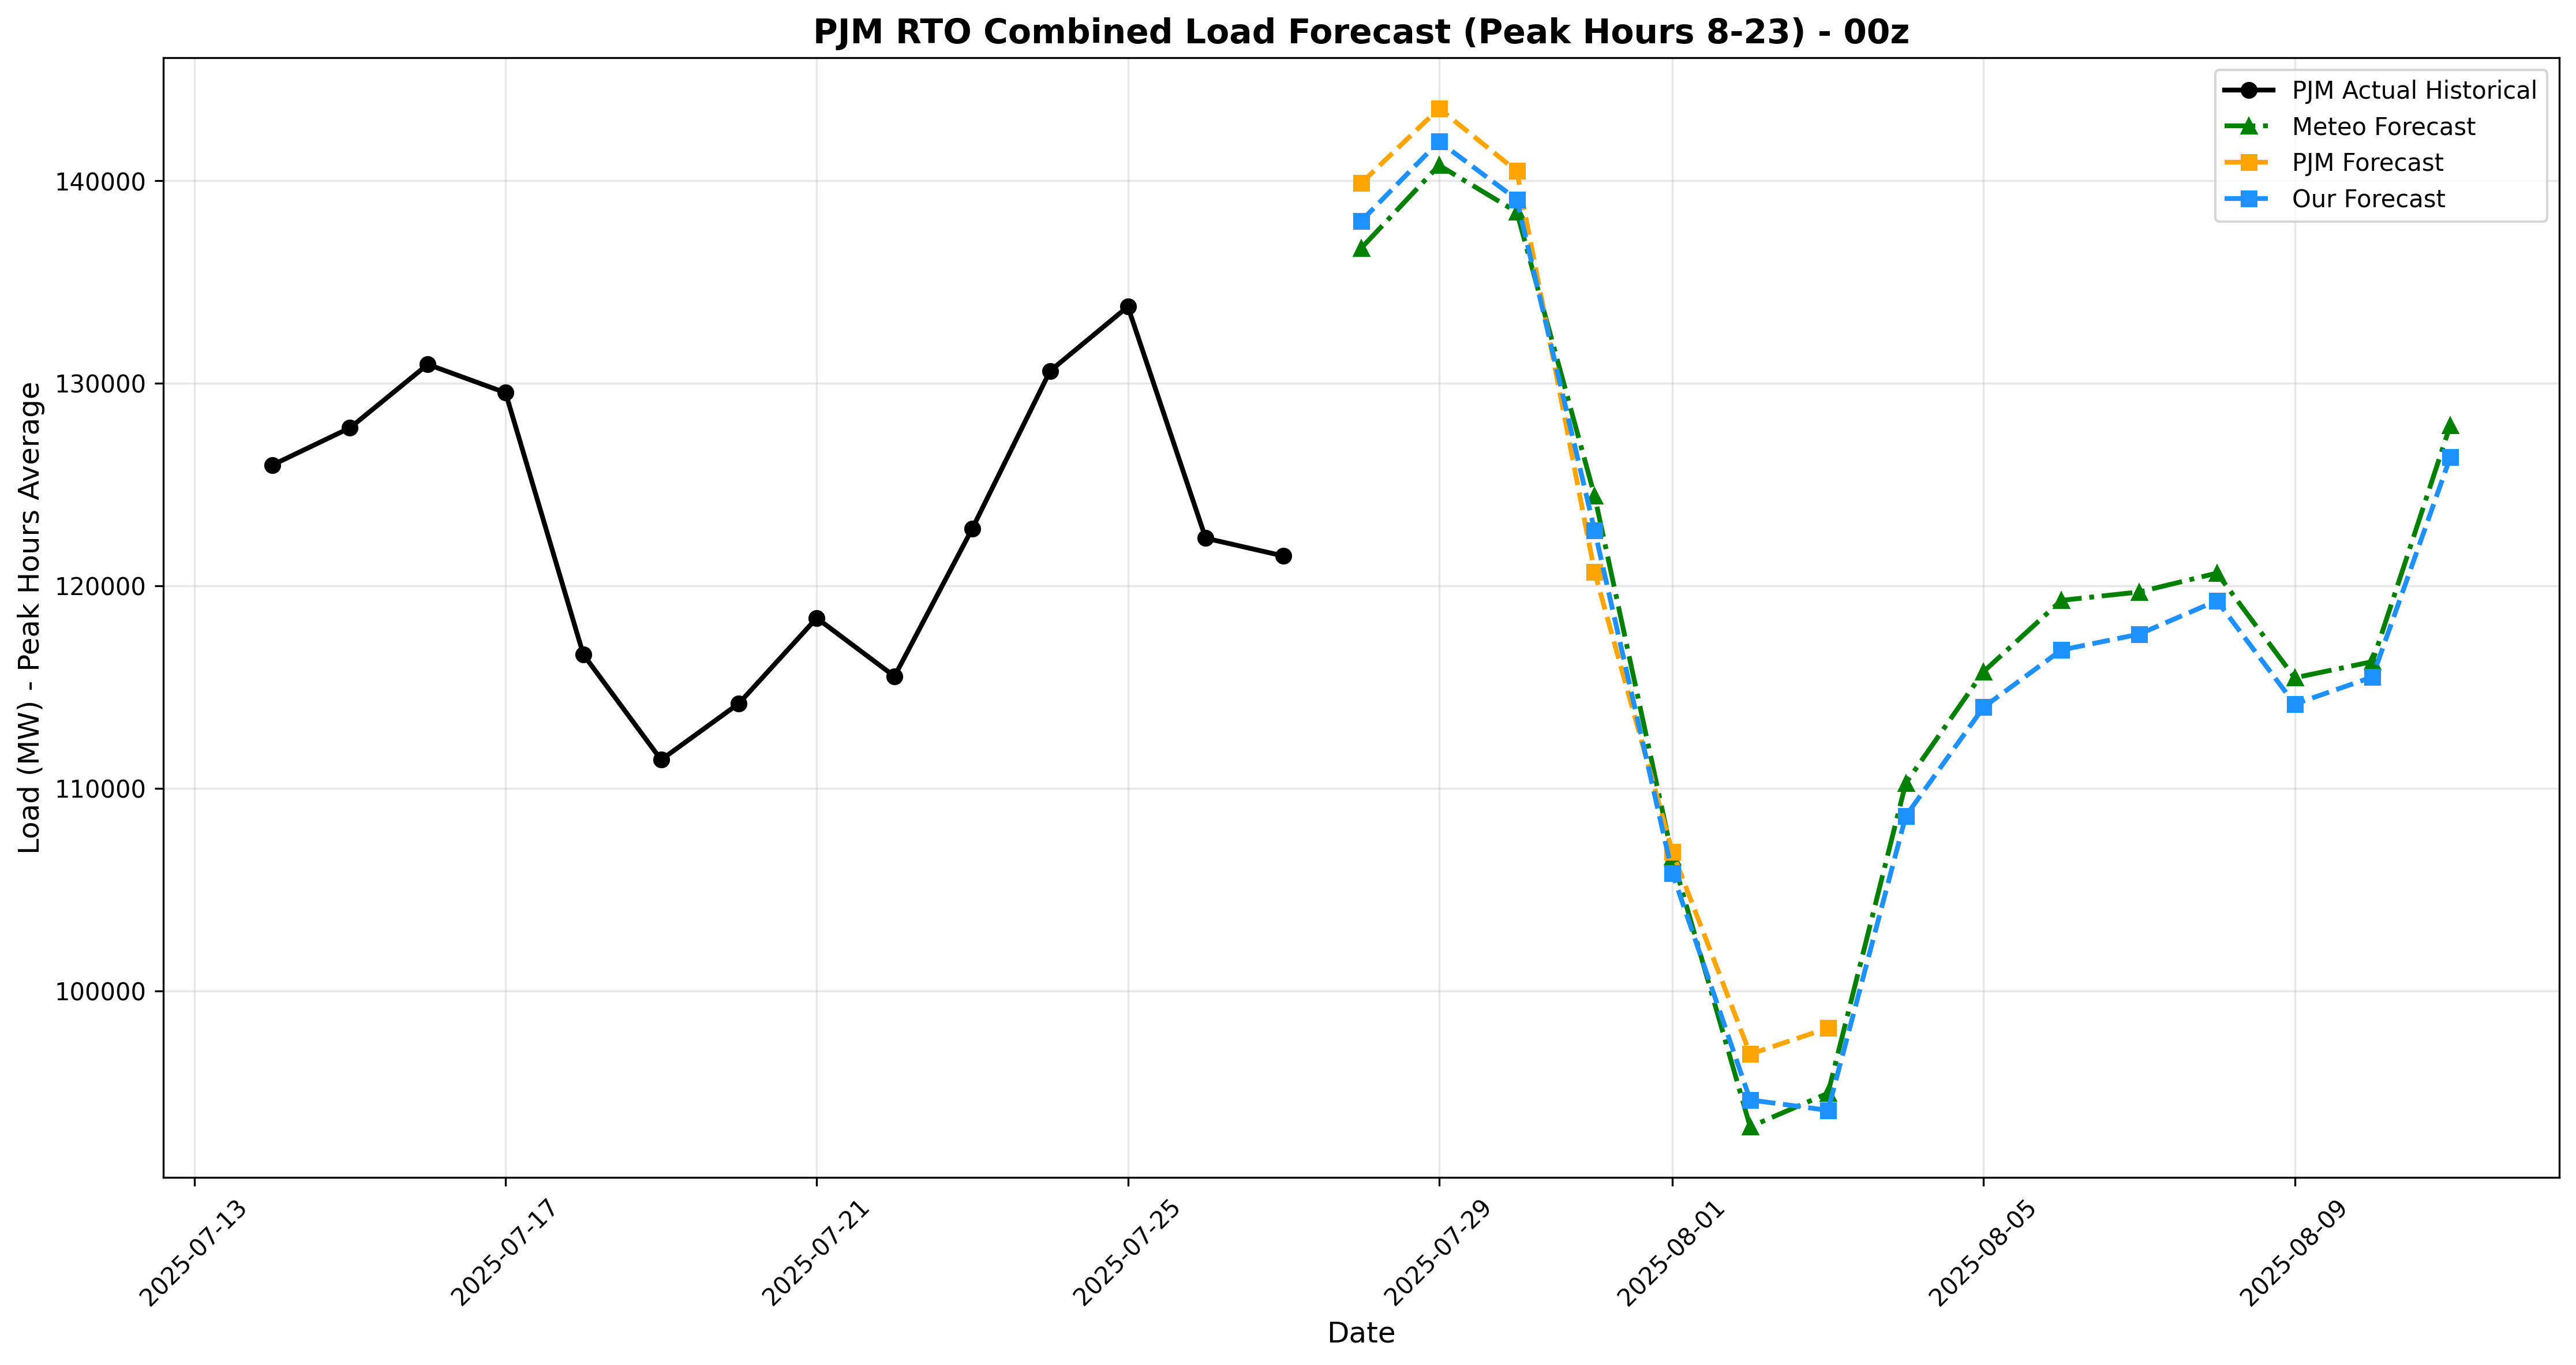 PJM RTO Combined Load Forecast (Peak Hours 8-23) - 00z
PJM Actual Historical
Meteo Forecast
PJM Forecast
Our Forecast
Load (MW) - Peak Hours Average
140000
130000
120000
110000
100000
2025-07-13
2025-07-17
2025-07-21
2025-07-25
2025-07-29
2025-08-01
2025-08-05
2025-08-09
Date